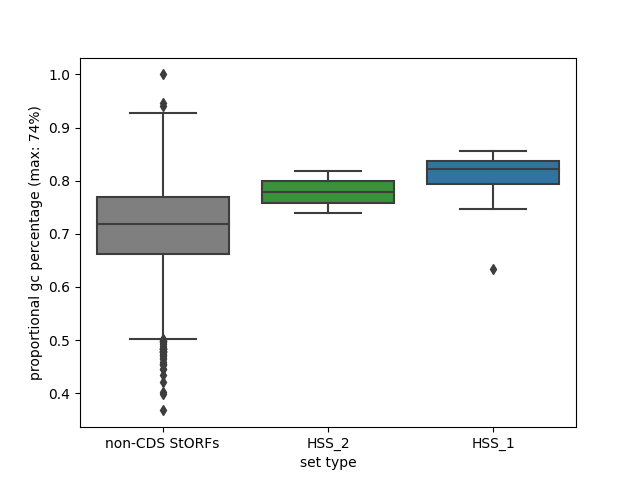 proportional gc percentage (max: 74%)
1.0
0.9
0.8
0.7
0.6
0.5
0.4
non-CDS StORFs HSS_2 HSS_1
set type